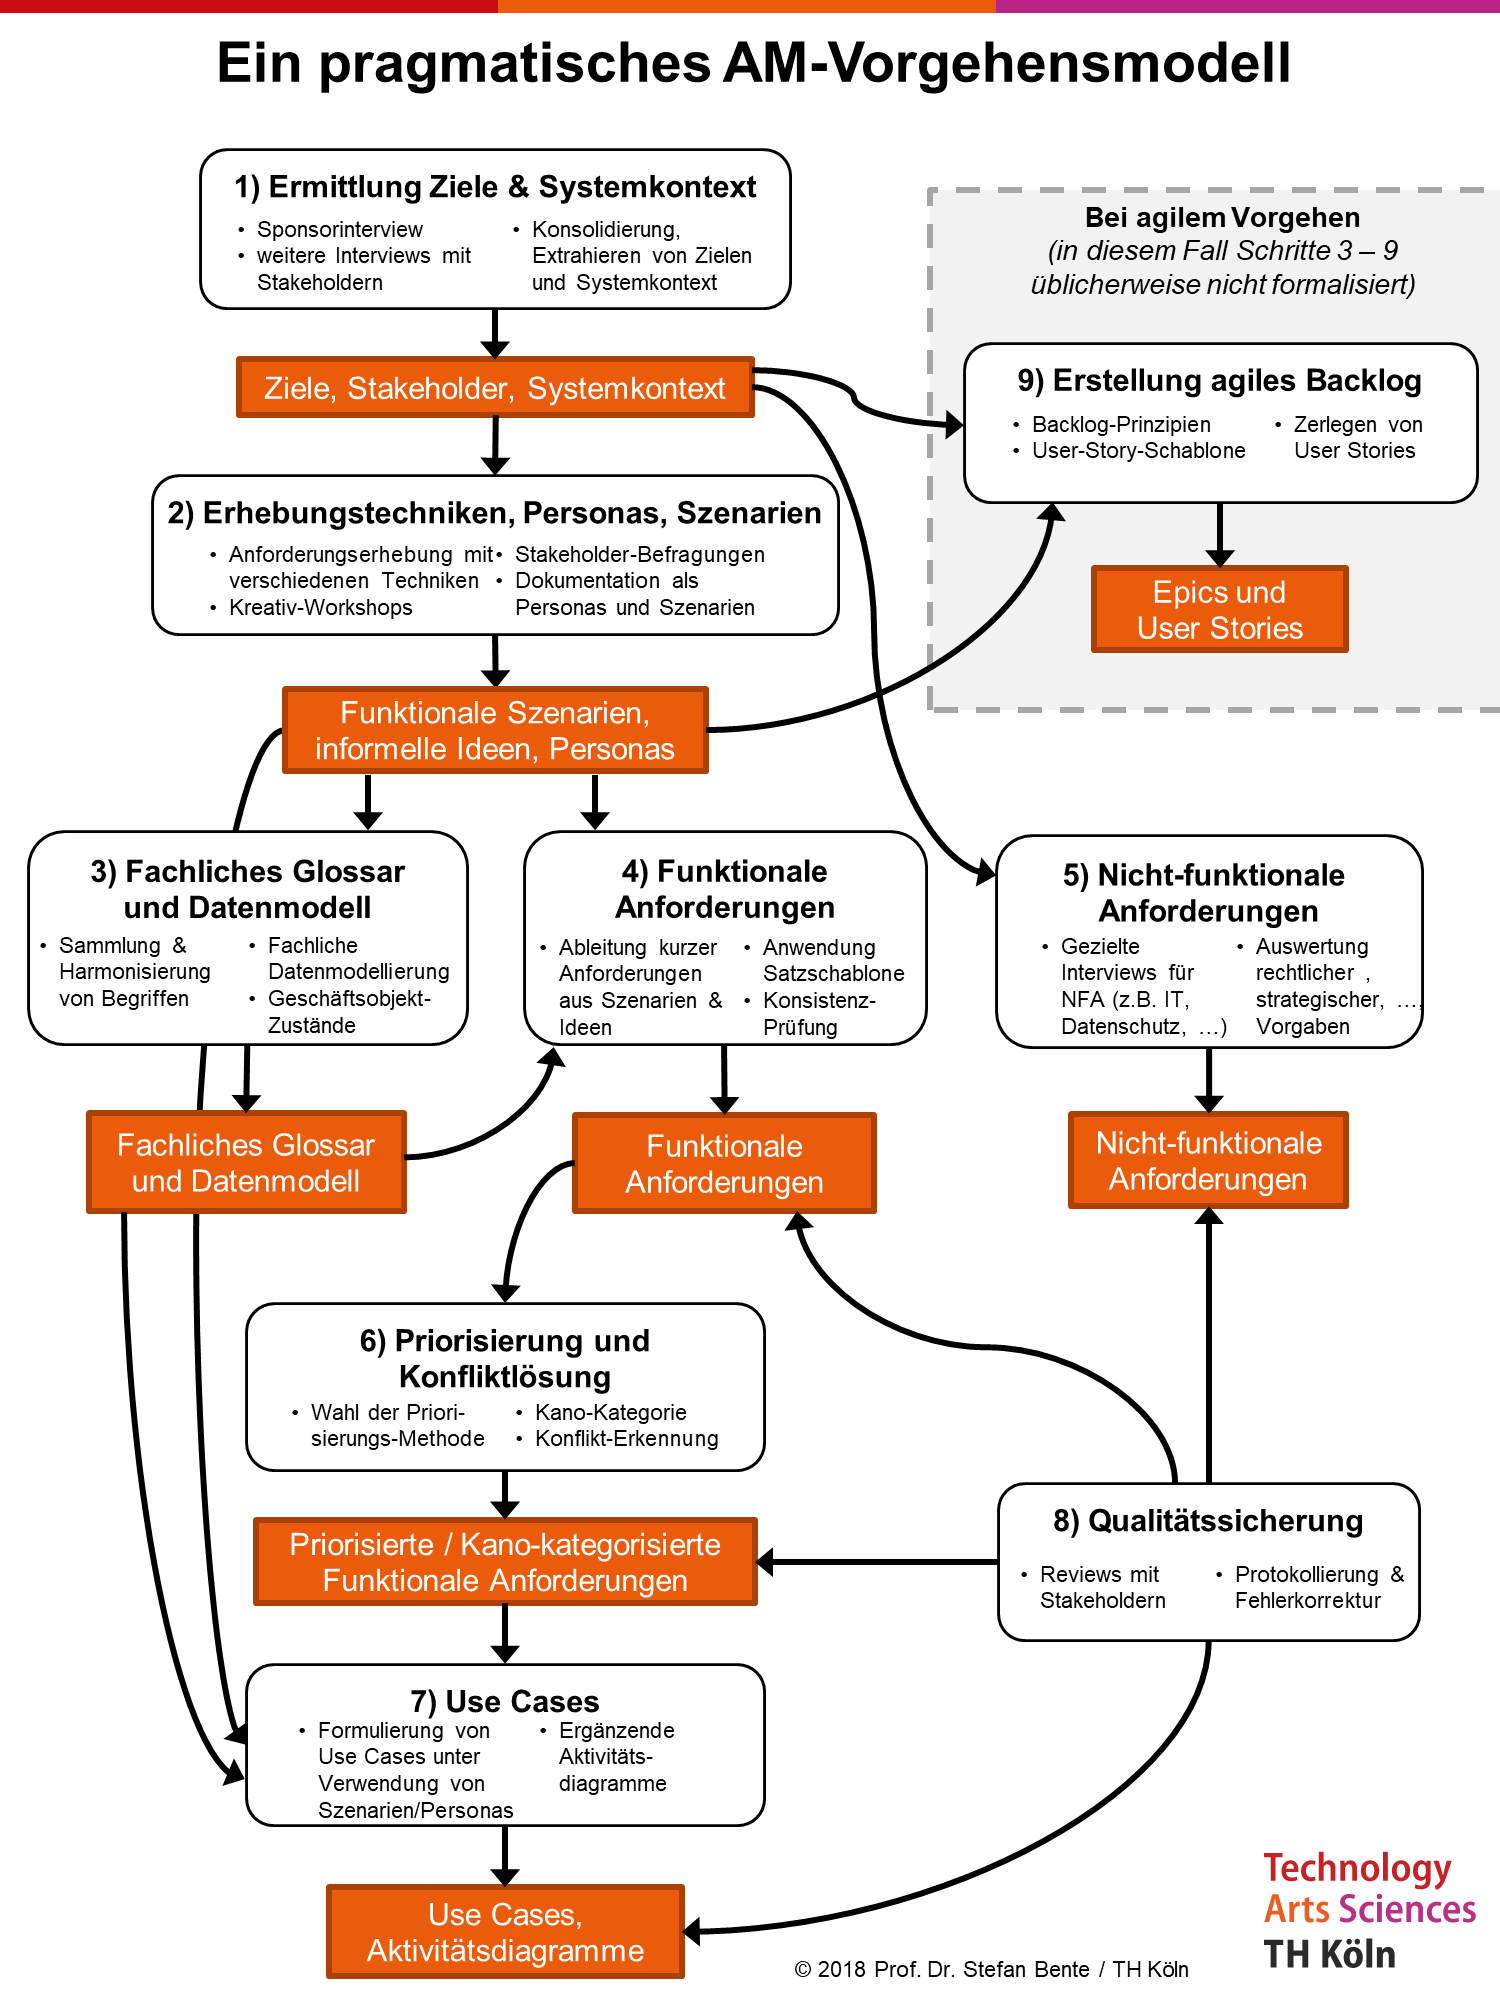 Ein pragmatisches AM-Vorgehensmodell
1) Ermittlung Ziele & Systemkontext
• Sponsorinterview
• weitere Interviews mit
Stakeholdern
• Konsolidierung,
Extrahieren von Zielen
und Systemkontext
Bei agilem Vorgehen
(in diesem Fall Schritte 3 – 9
üblicherweise nicht formalisiert)
Ziele, Stakeholder, Systemkontext
9) Erstellung agiles Backlog
• Backlog-Prinzipien
• User-Story-Schablone
• Zerlegen von
User Stories
2) Erhebungstechniken, Personas, Szenarien
• Anforderungserhebung mit
verschiedenen Techniken
• Kreativ-Workshops
• Stakeholder-Befragungen
• Dokumentation als
Personas und Szenarien
Epics und
User Stories
Funktionale Szenarien,
informelle Ideen, Personas
3) Fachliches Glossar
und Datenmodell
• Sammlung &
Harmonisierung
von Begriffen
• Fachliche
Datenmodellierung
• Geschäftsobjekt-
Zustände
4) Funktionale
Anforderungen
• Ableitung kurzer
Anforderungen
aus Szenarien &
Ideen
• Anwendung
Satzschablone
• Konsistenz-
Prüfung
5) Nicht-funktionale
Anforderungen
• Gezielte
Interviews für
NFA (z.B. IT,
Datenschutz, …)
• Auswertung
rechtlicher ,
strategischer, …,
Vorgaben
Fachliches Glossar
und Datenmodell
Funktionale
Anforderungen
Nicht-funktionale
Anforderungen
6) Priorisierung und
Konfliktlösung
• Wahl der Priori-
sierungs-Methode
• Kano-Kategorie
• Konflikt-Erkennung
Priorisierte / Kano-kategorisierte
Funktionale Anforderungen
8) Qualitätssicherung
• Reviews mit
Stakeholdern
• Protokollierung &
Fehlerkorrektur
7) Use Cases
• Formulierung von
Use Cases unter
Verwendung von
Szenarien/Personas
• Ergänzende
Aktivitäts-
diagramme
Use Cases,
Aktivitätsdiagramme
Technology
Arts Sciences
TH Köln
© 2018 Prof. Dr. Stefan Bente / TH Köln